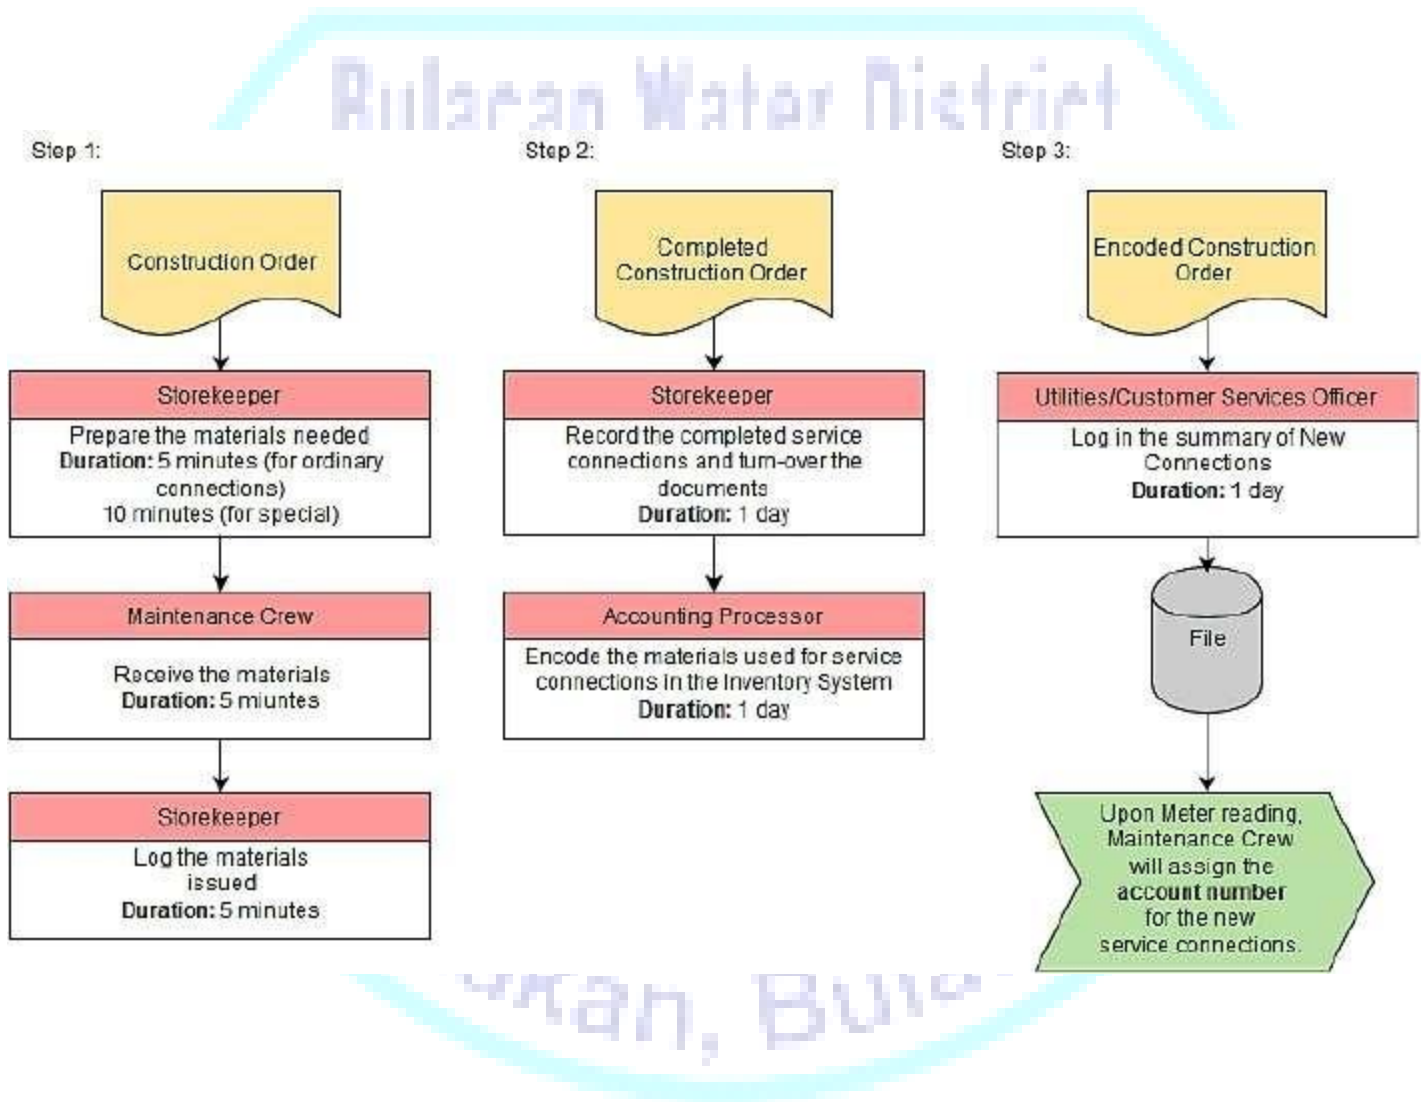 Bulacan Water District
Step 1:
Construction Order
Storekeeper
Prepare the materials needed
Duration: 5 minutes (for ordinary
connections)
10 minutes (for special)
Maintenance Crew
Receive the materials
Duration: 5 miuntes
Storekeeper
Log the materials
issued
Duration: 5 minutes
Step 2:
Completed
Construction Order
Storekeeper
Record the completed service
connections and turn-over the
documents
Duration: 1 day
Accounting Processor
Encode the materials used for service
connections in the Inventory System
Duration: 1 day
Step 3:
Encoded Construction
Order
Utilities/Customer Services Officer
Log in the summary of New
Connections
Duration: 1 day
File
Upon Meter reading,
Maintenance Crew
will assign the
account number
for the new
service connections.